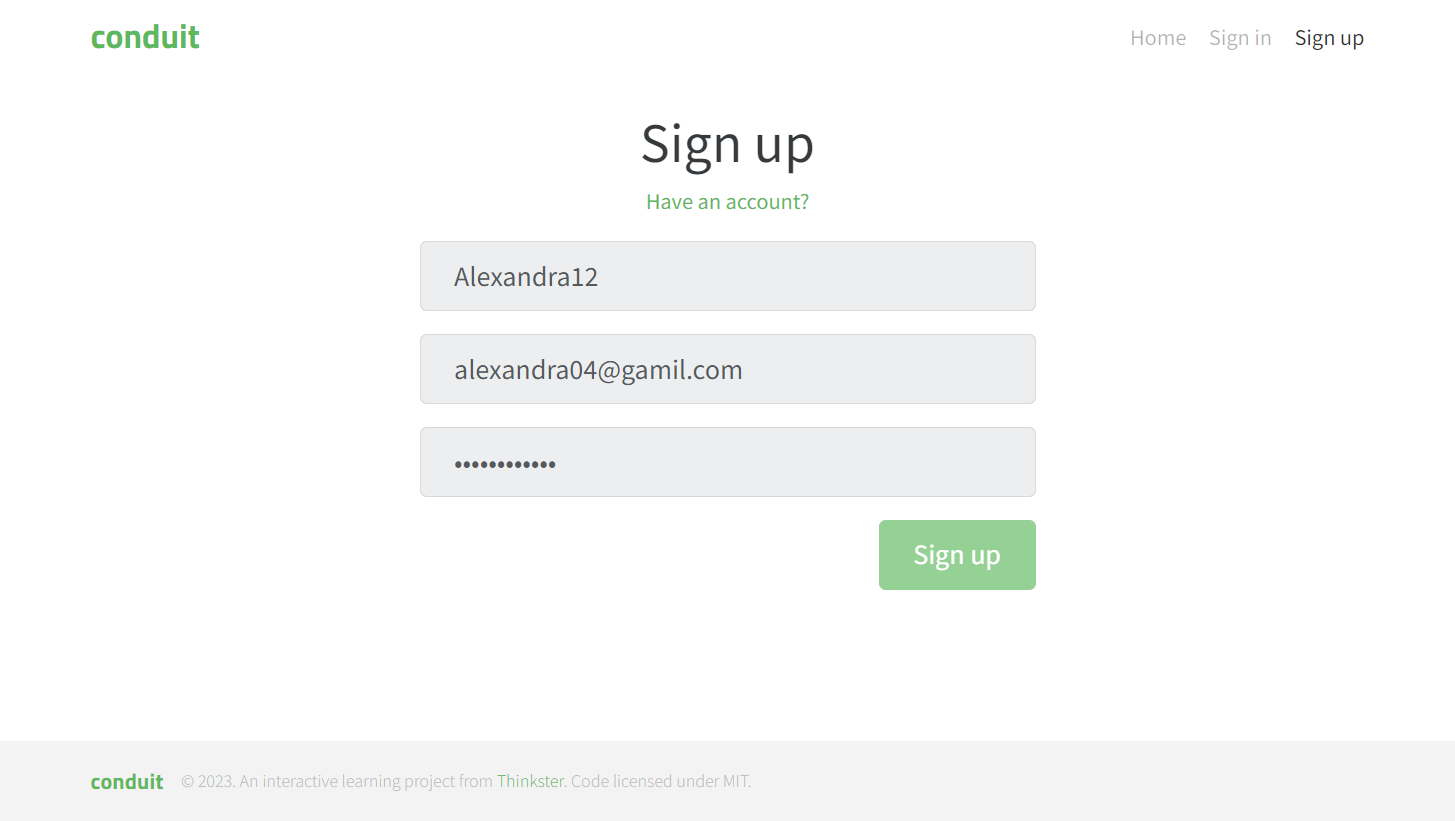 conduit
Home Sign in Sign up
Sign up
Have an account?
Alexandra12
alexandra04@gamil.com
••••••••••••
Sign up
conduit © 2023. An interactive learning project from Thinkster. Code licensed under MIT.